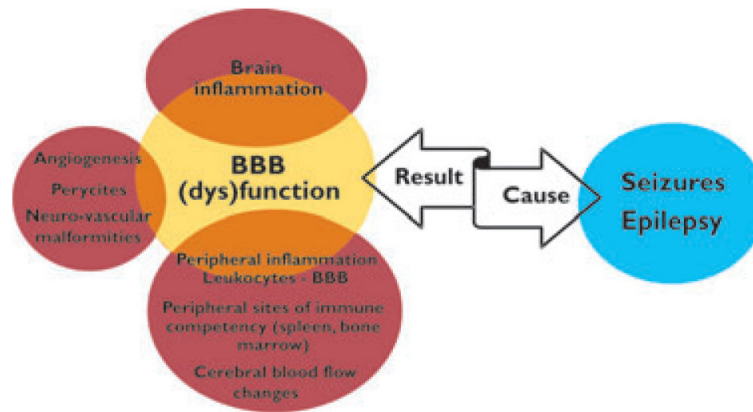 Brain
inflammation
Angiogenesis
Perycites
Neuro-vascular
malformities
BBB
(dys)function
Peripheral inflammation
Leukocytes - BBB
Peripheral sites of immune
competency (spleen, bone
marrow)
Cerebral blood flow
changes
Result
Cause
Seizures
Epilepsy